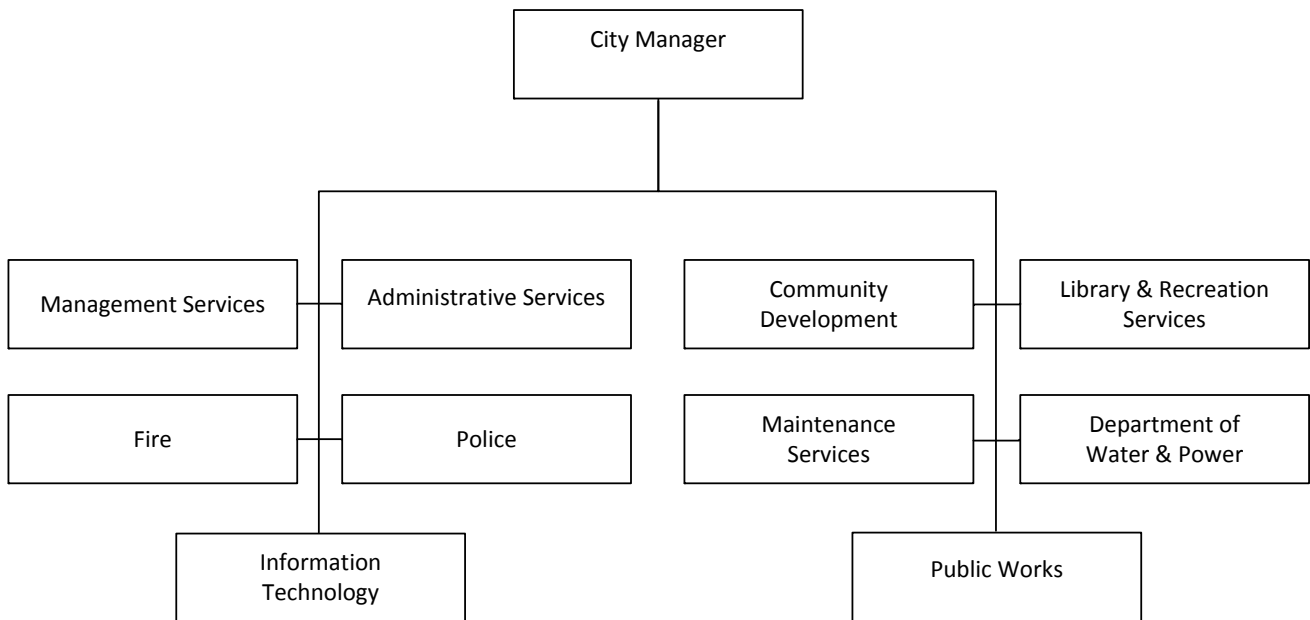 City Manager
Management Services
Administrative Services
Community
Development
Library & Recreation
Services
Fire
Police
Maintenance
Services
Department of
Water & Power
Information
Technology
Public Works